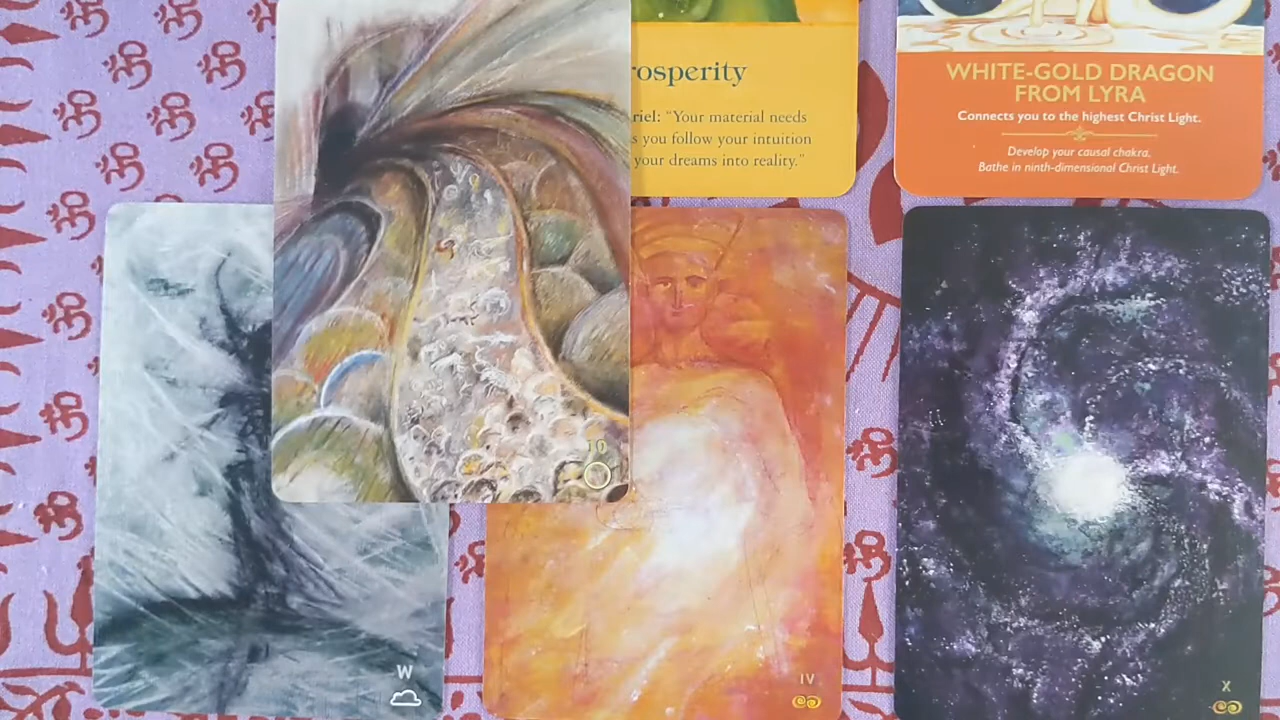 rosperity
riel: "Your material needs
s you follow your intuition
your dreams into reality."
WHITE-GOLD DRAGON
FROM LYRA
Connects you to the highest Christ Light.
Develop your causal chakra.
Bathe in ninth-dimensional Christ Light.
10
W
IV
X